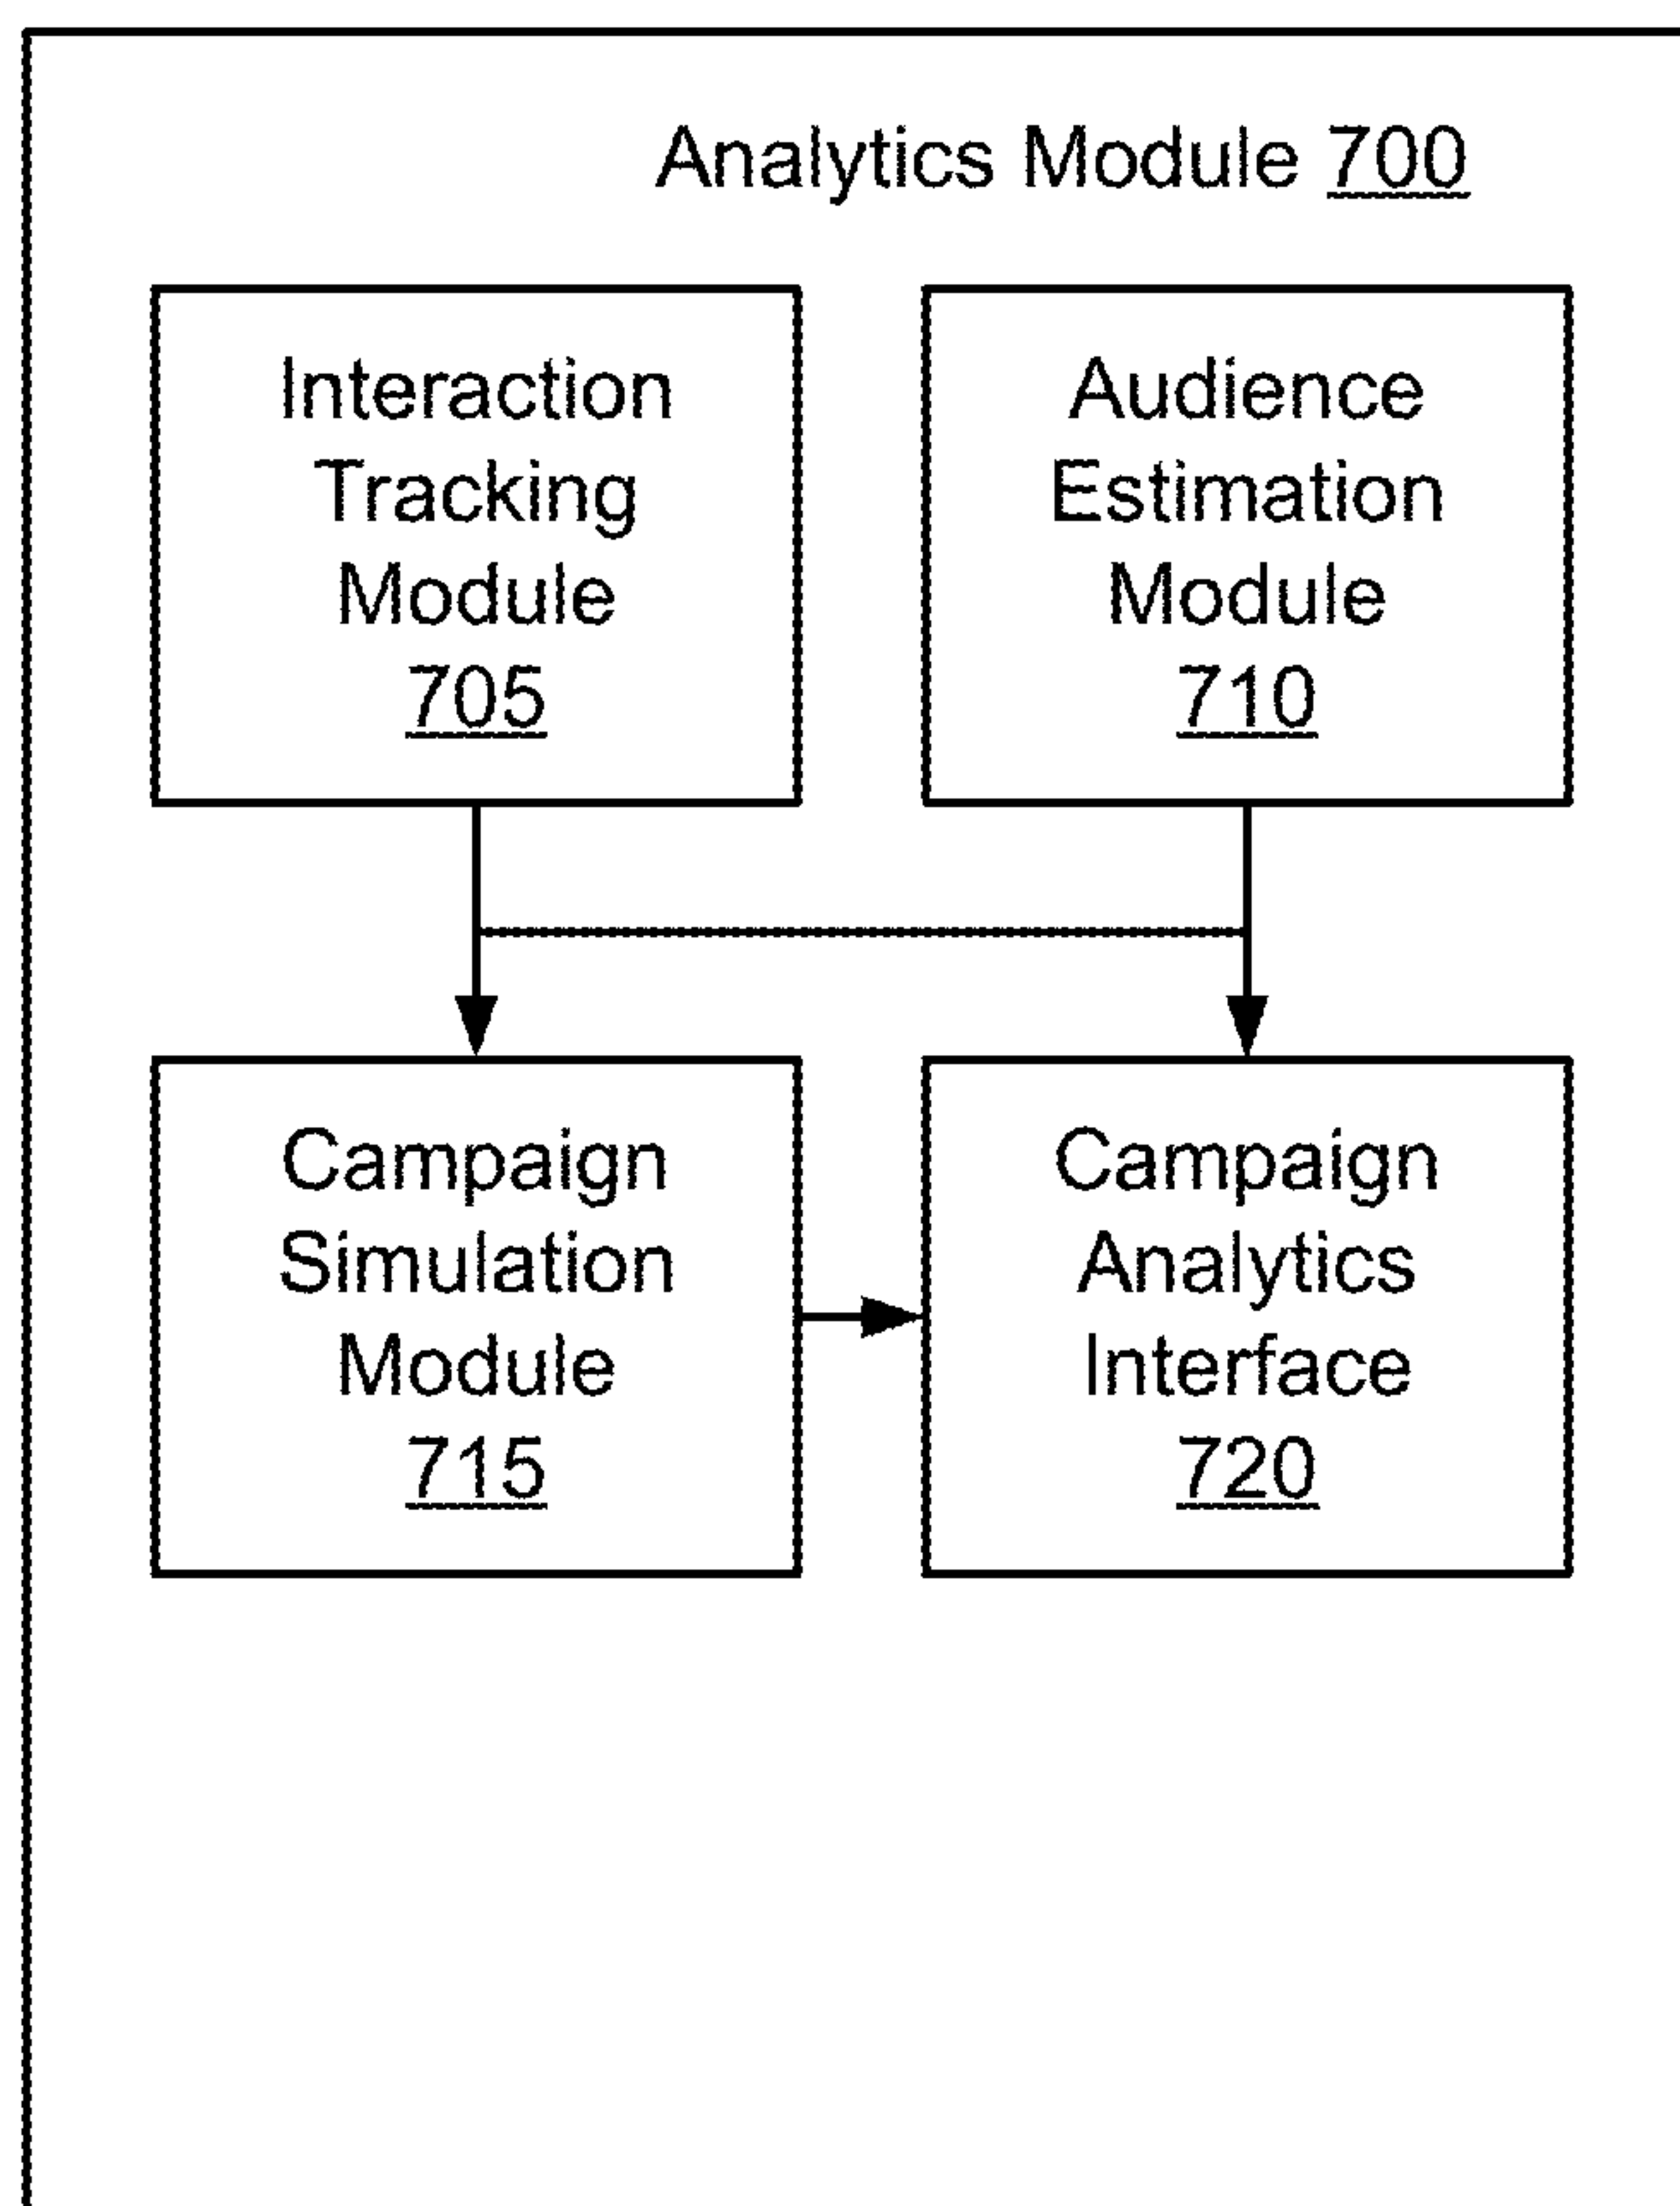 Analytics Module 700
Interaction
Tracking
Module
705
Audience
Estimation
Module
710
Campaign
Simulation
Module
715
Campaign
Analytics
Interface
720